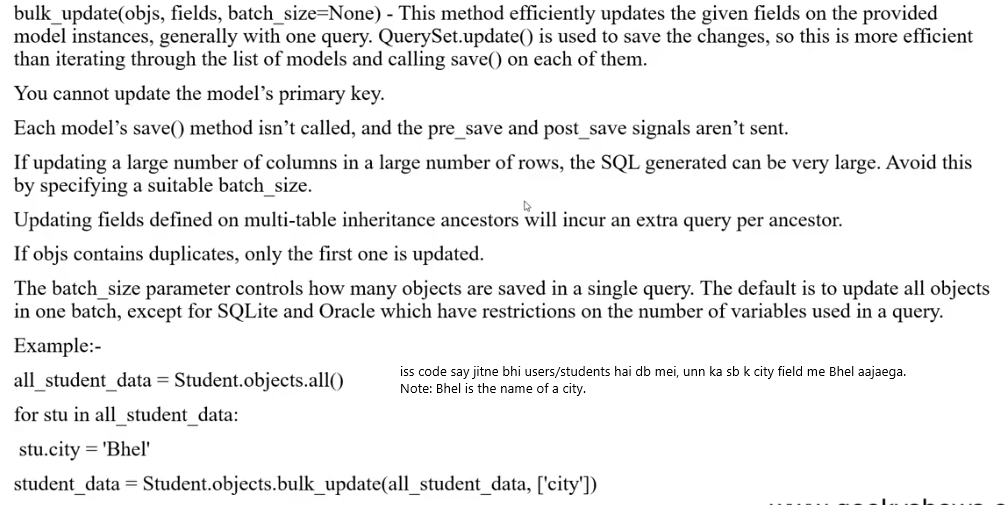 bulk_update(objs, fields, batch_size=None) - This method efficiently updates the given fields on the provided
model instances, generally with one query. QuerySet.update() is used to save the changes, so this is more efficient
than iterating through the list of models and calling save() on each of them.
You cannot update the model’s primary key.
Each model’s save() method isn’t called, and the pre_save and post_save signals aren’t sent.
If updating a large number of columns in a large number of rows, the SQL generated can be very large. Avoid this
by specifying a suitable batch_size.
Updating fields defined on multi-table inheritance ancestors will incur an extra query per ancestor.
If objs contains duplicates, only the first one is updated.
The batch_size parameter controls how many objects are saved in a single query. The default is to update all objects
in one batch, except for SQLite and Oracle which have restrictions on the number of variables used in a query.
Example:-
all_student_data = Student.objects.all()
iss code say jitne bhi users/students hai db mei, unn ka sb k city field me Bhel aajaega.
Note: Bhel is the name of a city.
for stu in all_student_data:
stu.city = 'Bhel'
student_data = Student.objects.bulk_update(all_student_data, ['city'])